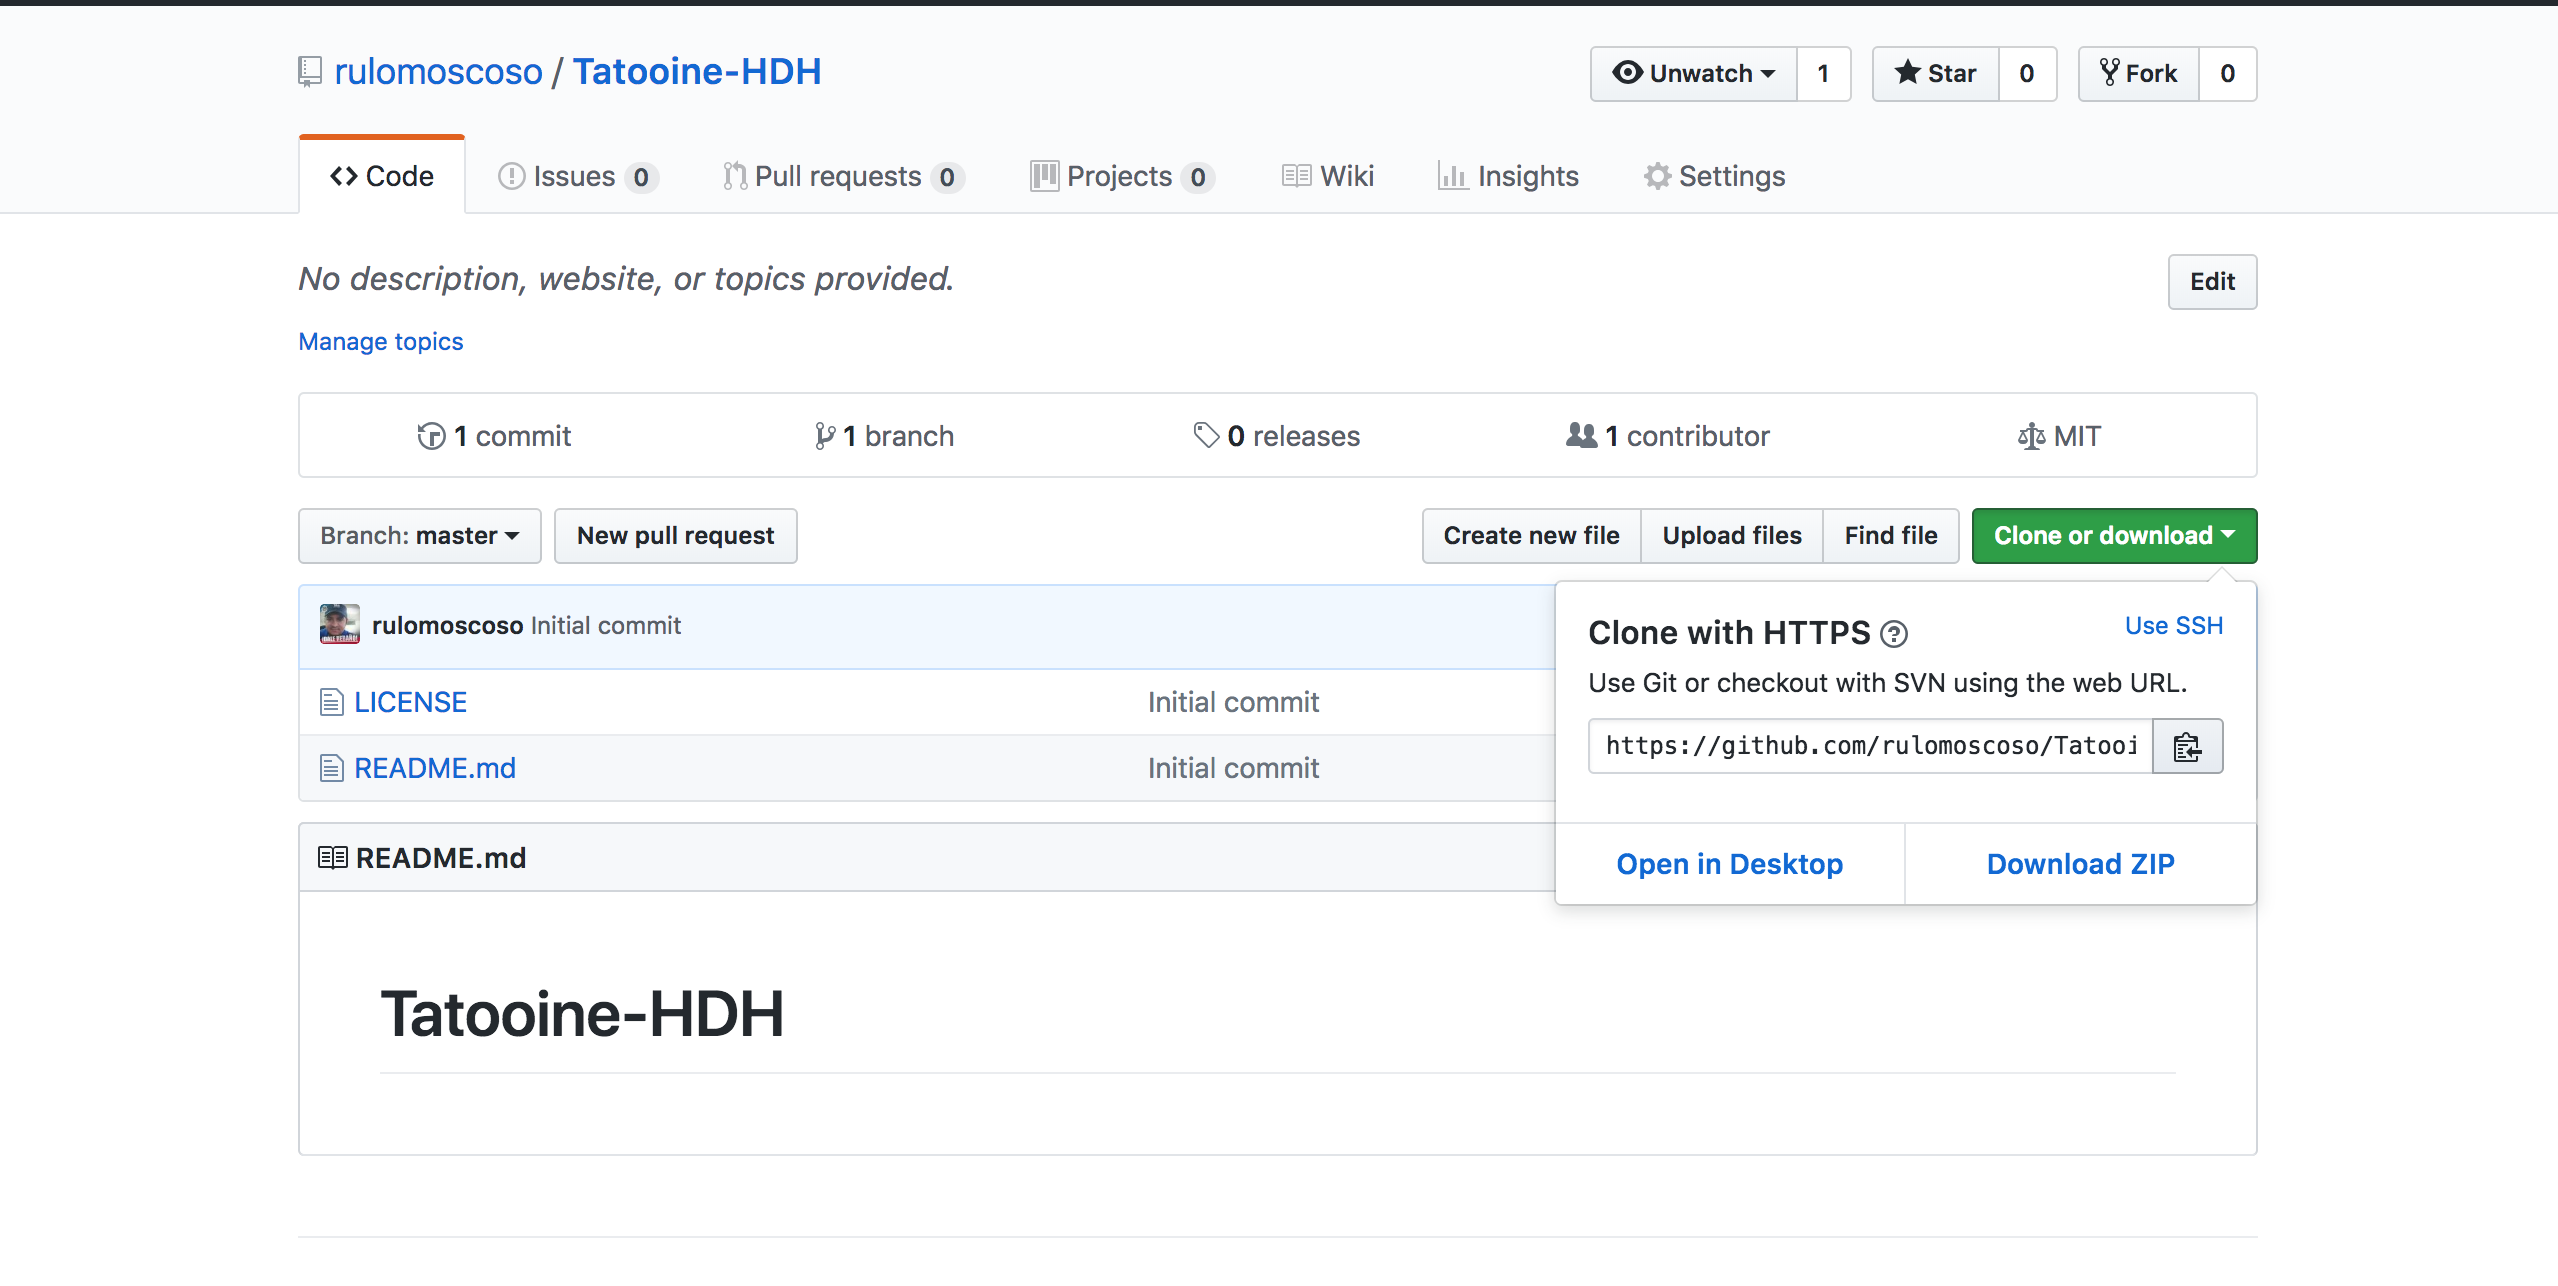 rulomoscoso / Tatooine-HDH
Unwatch 1 Star 0 Fork 0
Code Issues 0 Pull requests 0 Projects 0 Wiki Insights Settings
No description, website, or topics provided.
Edit
Manage topics
1 commit 1 branch 0 releases 1 contributor MIT
Branch: master New pull request Create new file Upload files Find file Clone or download
rulomoscoso Initial commit
LICENSE Initial commit
README.md Initial commit
Clone with HTTPS ?
Use SSH
Use Git or checkout with SVN using the web URL.
https://github.com/rulomoscoso/Tatooi
Open in Desktop Download ZIP
README.md
Tatooine-HDH